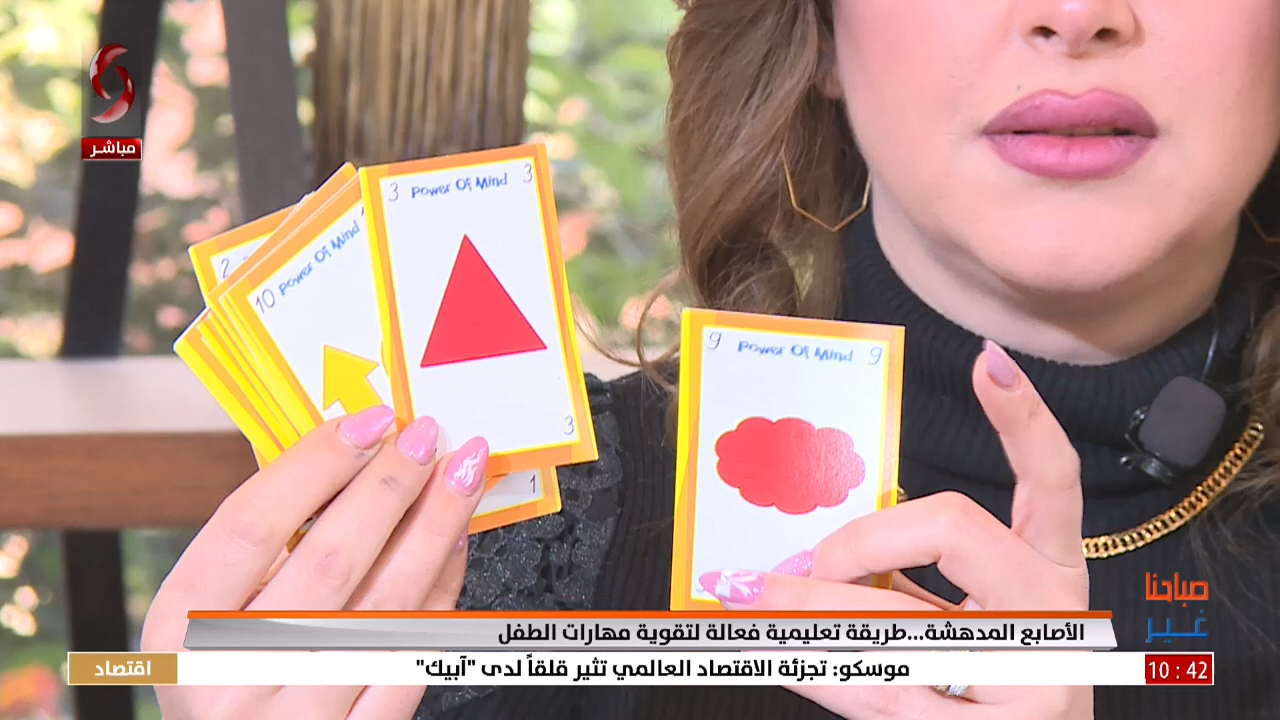 مباشر
3 Power Of Mind 3
3
2
10 Power Of Mind
1
9 Power Of Mind 9
صباحنا
غير
الأصابع المدهشة...طريقة تعليمية فعالة لتقوية مهارات الطفل
اقتصاد
موسكو: تجزئة الاقتصاد العالمي تثير قلقاً لدى "آبيك"
10 : 42